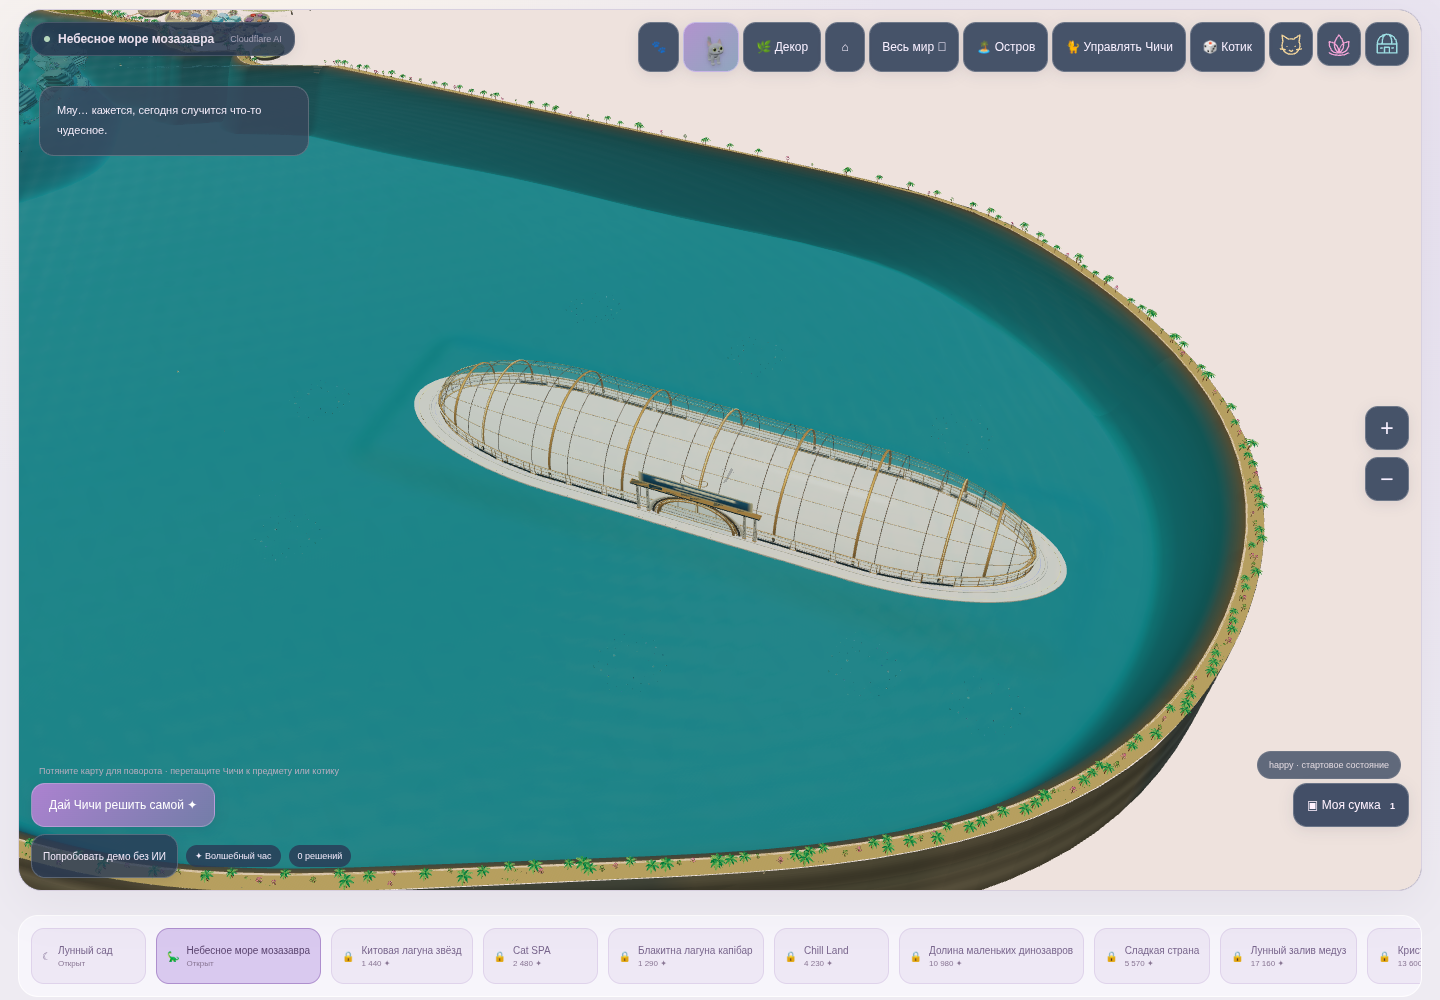 Небесное море мозазавра Cloudflare AI
Декор
Весь мир
Остров
Управлять Чичи
Котик
Мяу… кажется, сегодня случится что-то
чудесное.
+
−
Потяните карту для поворота · перетащите Чичи к предмету или котику
happy · стартовое состояние
Дай Чичи решить самой ✦
Моя сумка 1
Попробовать демо без ИИ
✦ Волшебный час
0 решений
Лунный сад
Открыт
Небесное море мозазавра
Открыт
Китовая лагуна звёзд
1 440 ✦
Cat SPA
2 480 ✦
Блакитна лагуна капібар
1 290 ✦
Chill Land
4 230 ✦
Долина маленьких динозавров
10 980 ✦
Сладкая страна
5 570 ✦
Лунный залив медуз
17 160 ✦